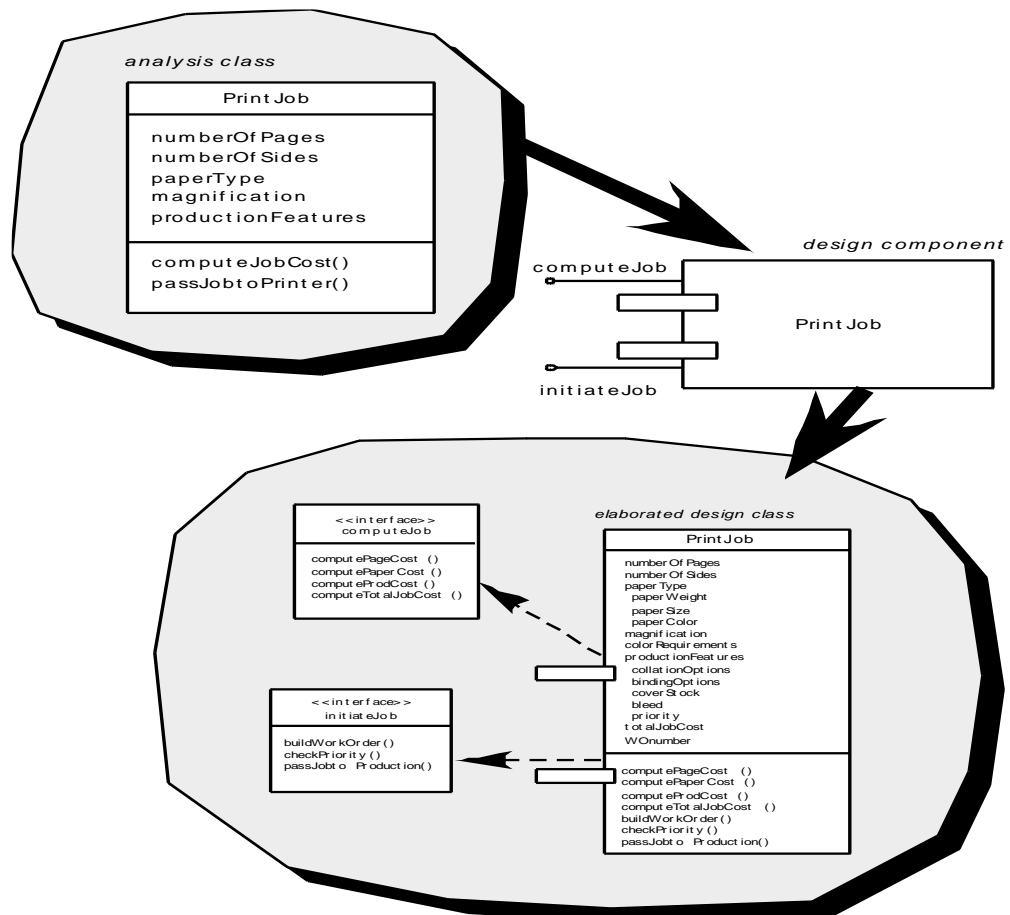 analysis class
PrintJob
numberOfPages
numberOfSides
paperType
magnification
productionFeatures
computeJobCost()
passJobtoPrinter()
design component
computeJob
PrintJob
initiateJob
elaborated design class
<<interface>>
computeJob
computePageCost ()
computePaperCost ()
computeProdCost ()
computeTotalJobCost ()
<<interface>>
initiateJob
buildWorkOrder()
checkPriority ()
passJobto Production()
PrintJob
numberOfPages
numberOfSides
paperType
paperWeight
paperSize
paperColor
magnification
colorRequirements
productionFeatures
collationOptions
bindingOptions
coverStock
bleed
priority
totalJobCost
WOnumber
computePageCost ()
computePaperCost ()
computeProdCost ()
computeTotalJobCost ()
buildWorkOrder()
checkPriority ()
passJobto Production()